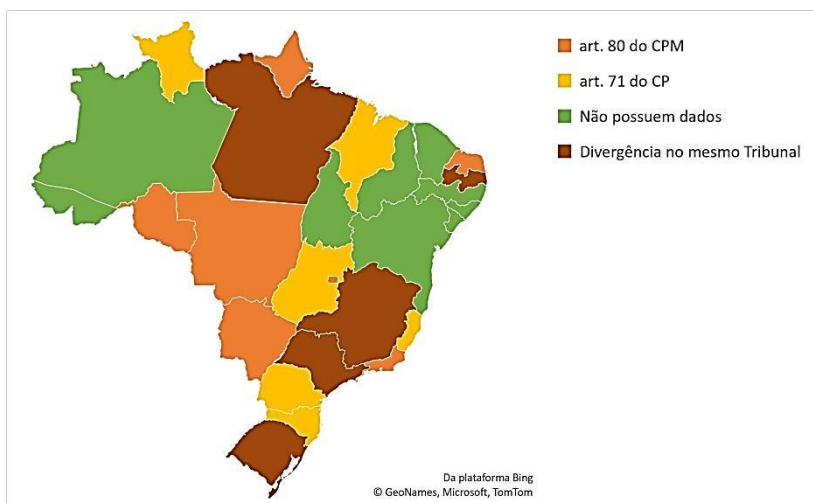 art. 80 do CPM
art. 71 do CP
Não possuem dados
Divergência no mesmo Tribunal
Da plataforma Bing
© GeoNames, Microsoft, TomTom